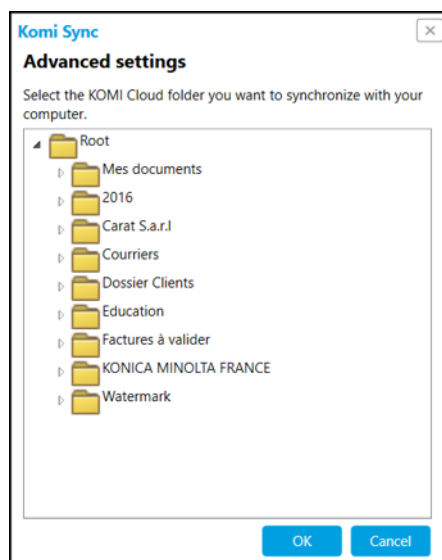 Komi Sync
Advanced settings
Select the KOMI Cloud folder you want to synchronize with your
computer.
Root
Mes documents
2016
Carat S.a.r.l
Courriers
Dossier Clients
Education
Factures à valider
KONICA MINOLTA FRANCE
Watermark
OK Cancel